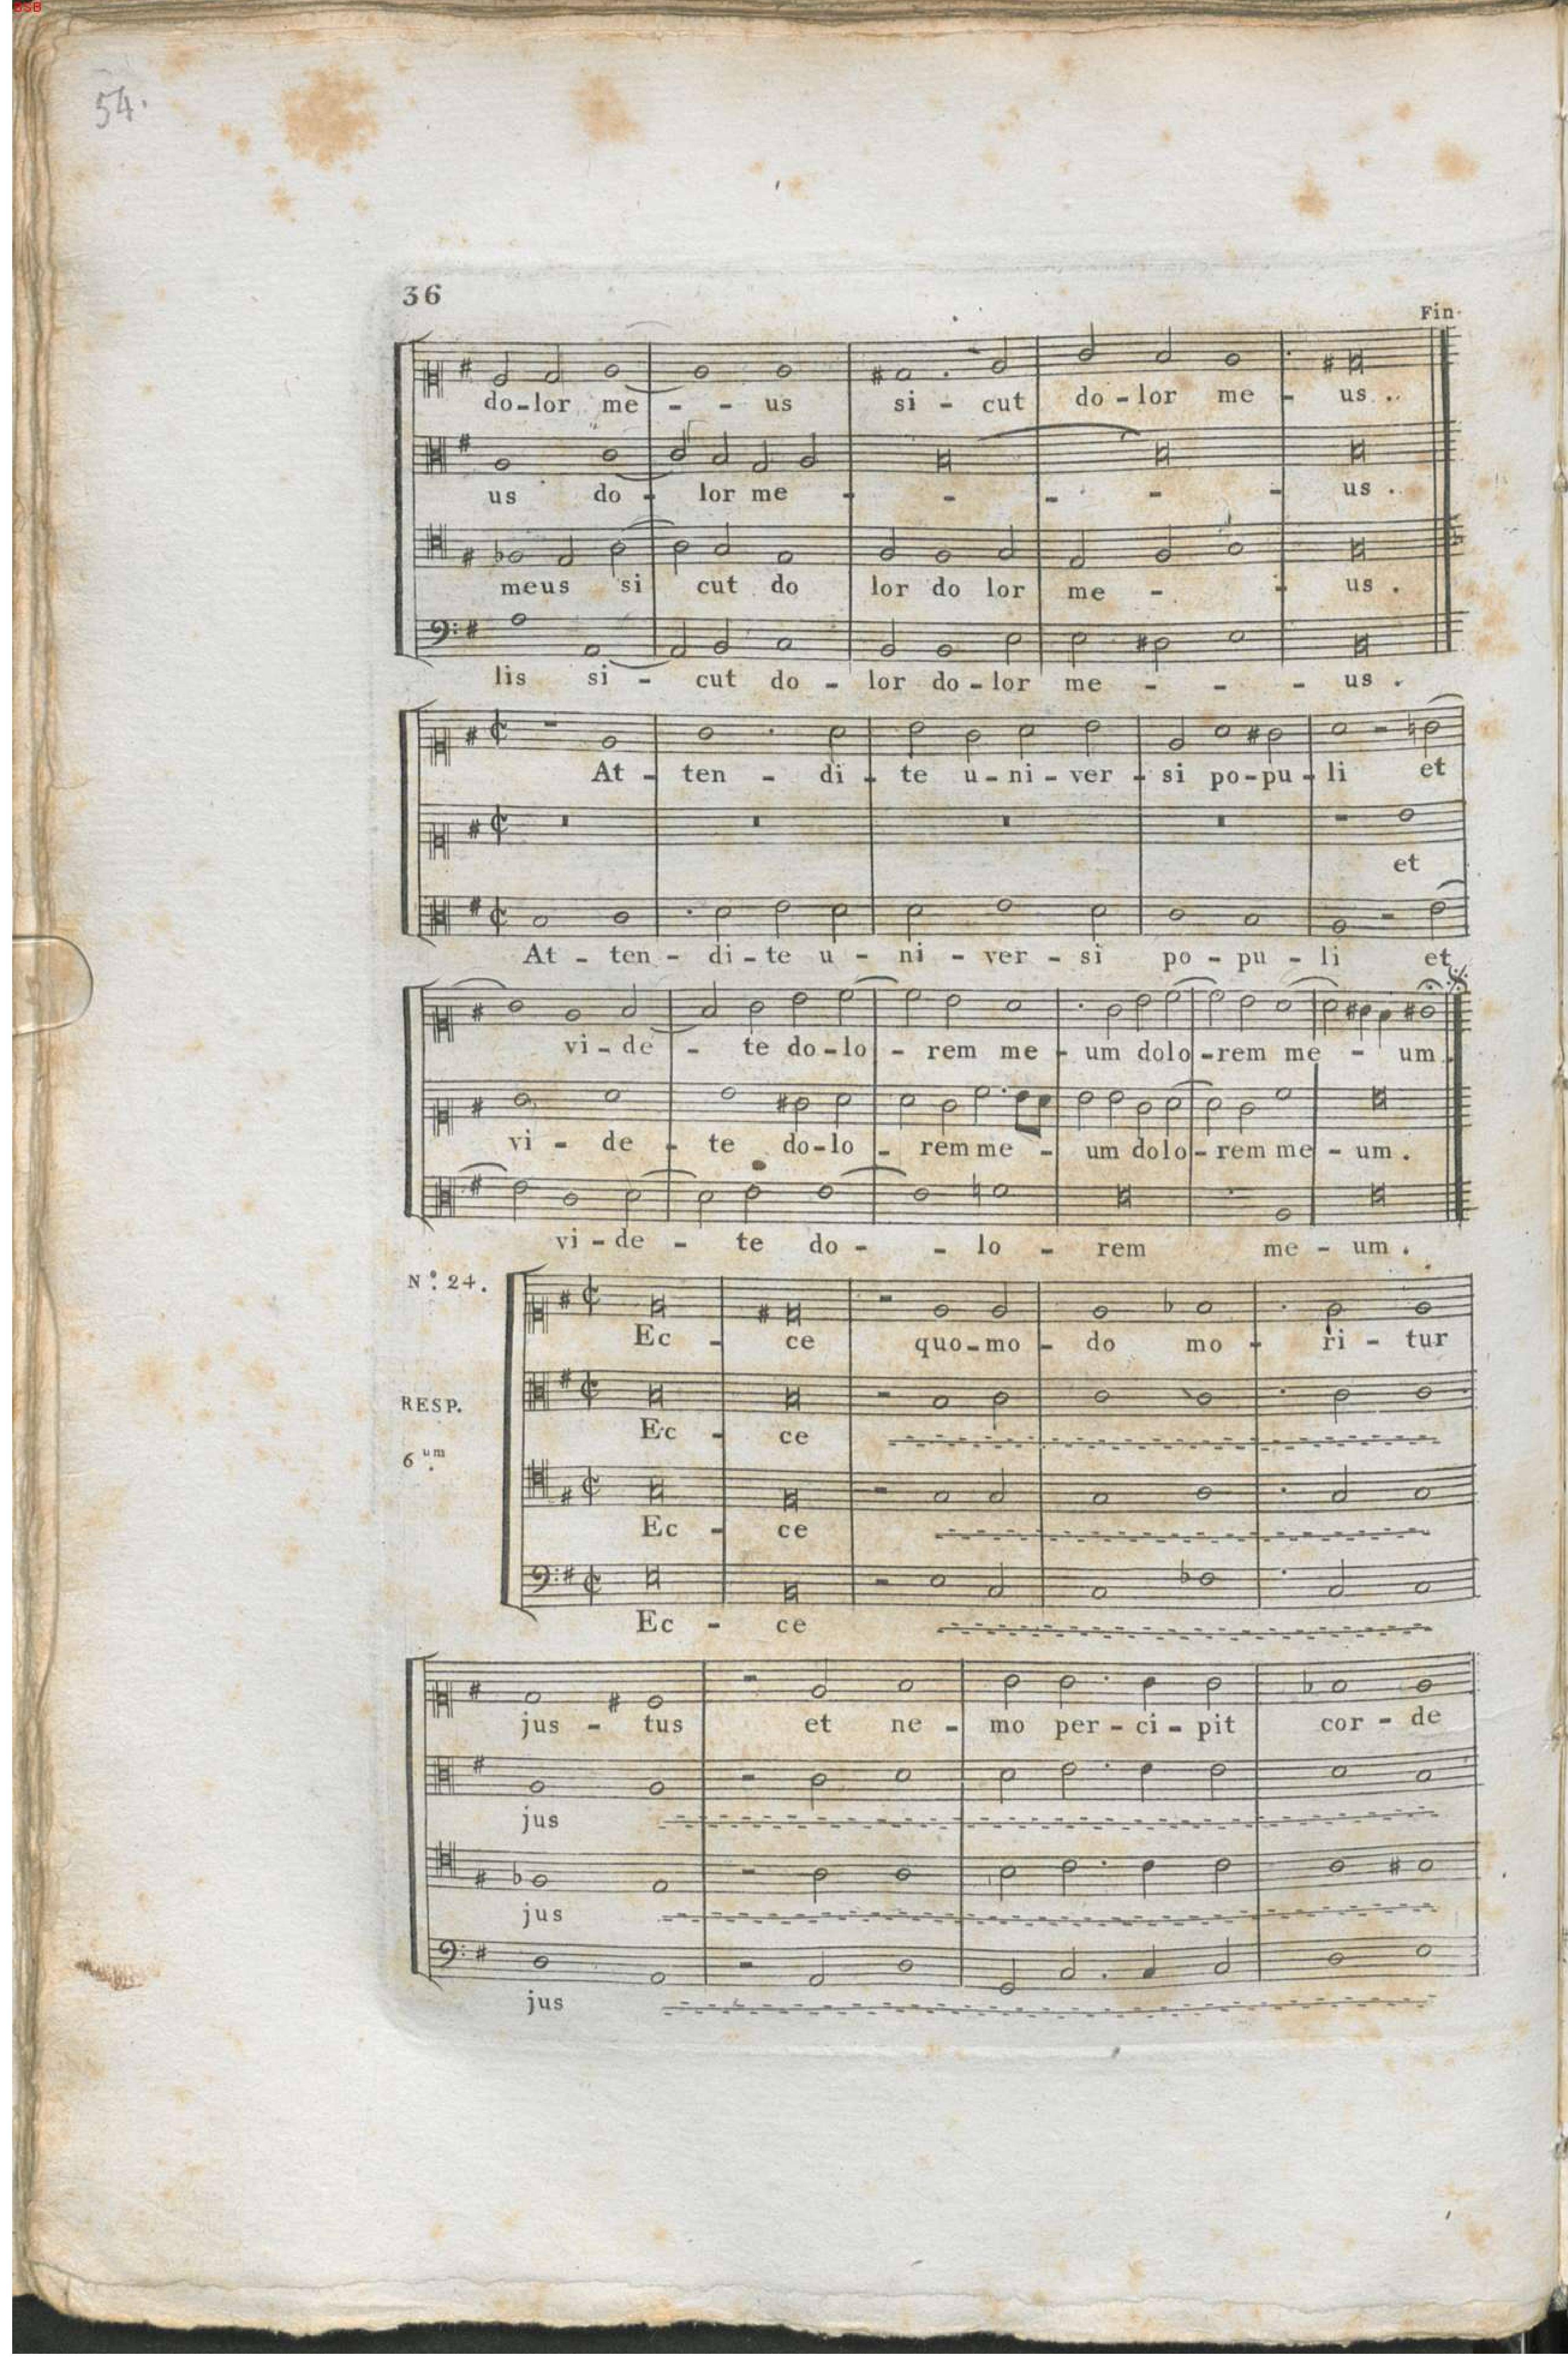 BSB
54.
36
Fin.
do-lor me - - us si - cut do - lor me - us.
us do - lor me - - - - - us.
meus si cut do lor do lor me - - us.
lis si - cut do - lor do - lor me - - - us.
At - ten - di - te u - ni - ver - si po - pu - li et
et
At - ten - di - te u - ni - ver - si po - pu - li et
vi - de - te do - lo - rem me - um dolo - rem me - um.
vi - de - te do - lo - rem me - um dolo - rem me - um.
vi - de - te do - - lo - rem me - um.
Nº. 24.
Ec - ce quo - mo - do mo - ri - tur
RESP.
Ec - ce
6um.
Ec - ce
Ec - ce
jus - tus et ne - mo per - ci - pit cor - de
jus
jus
jus